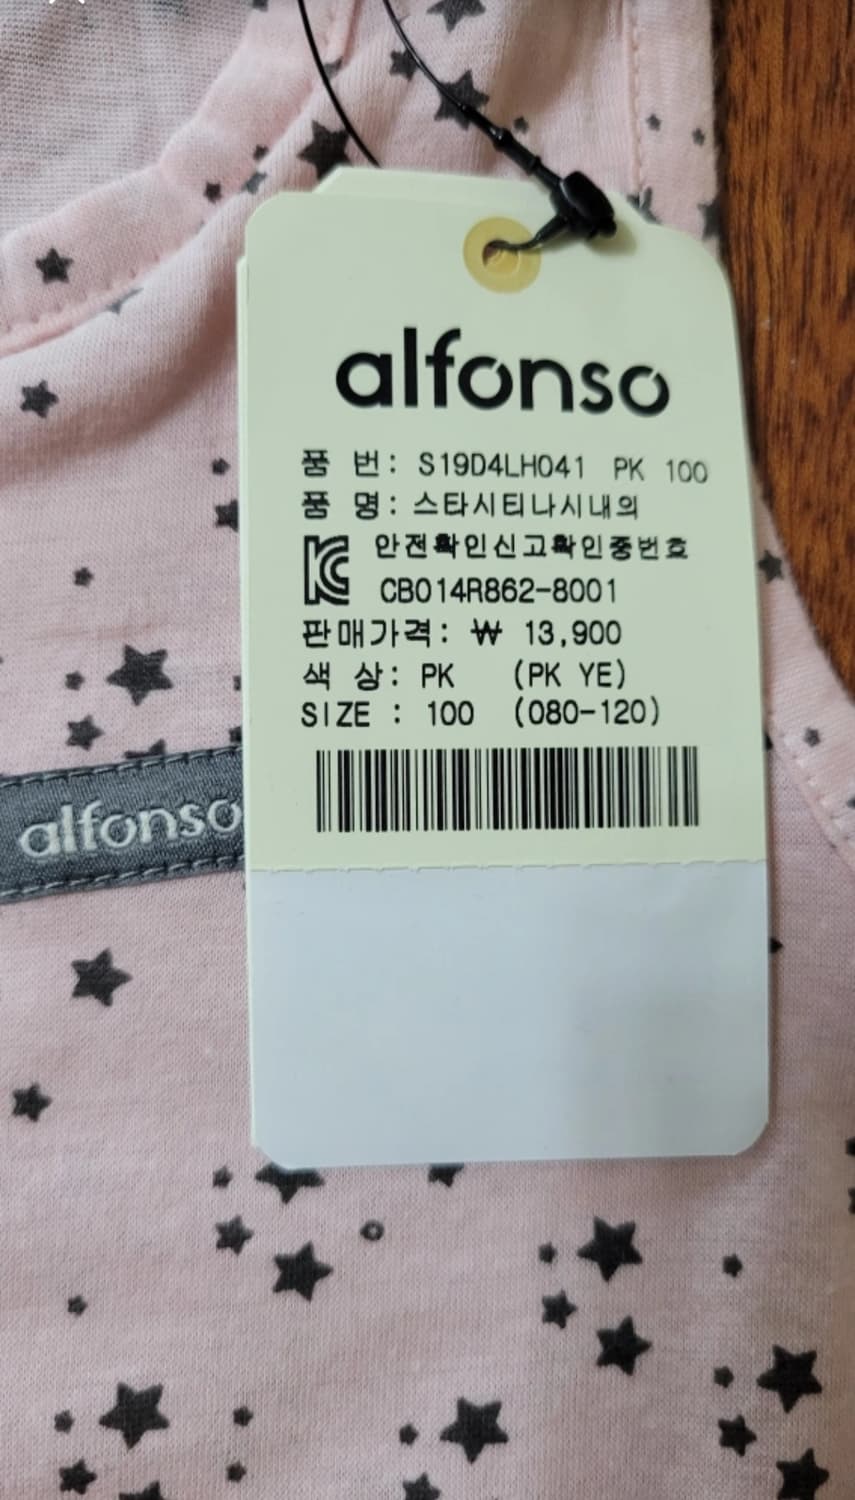 alfonso
품 번: S19D4LH041 PK 100
품 명: 스타시티나시내의
안전확인신고확인증번호
CB014R862-8001
판매가격: ₩ 13,900
색 상: PK (PK YE)
SIZE : 100 (080-120)
alfonso